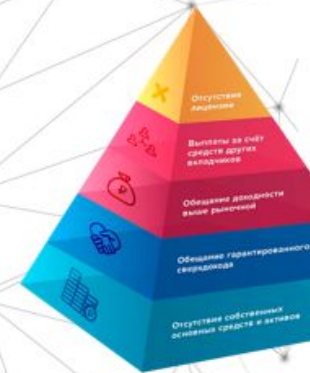 Отсутствие
лицензии
Выплаты за счёт
средств других
вкладчиков
Обещание доходности
выше рыночной
Обещание гарантированного
сверхдохода
Отсутствие собственных
основных средств и активов